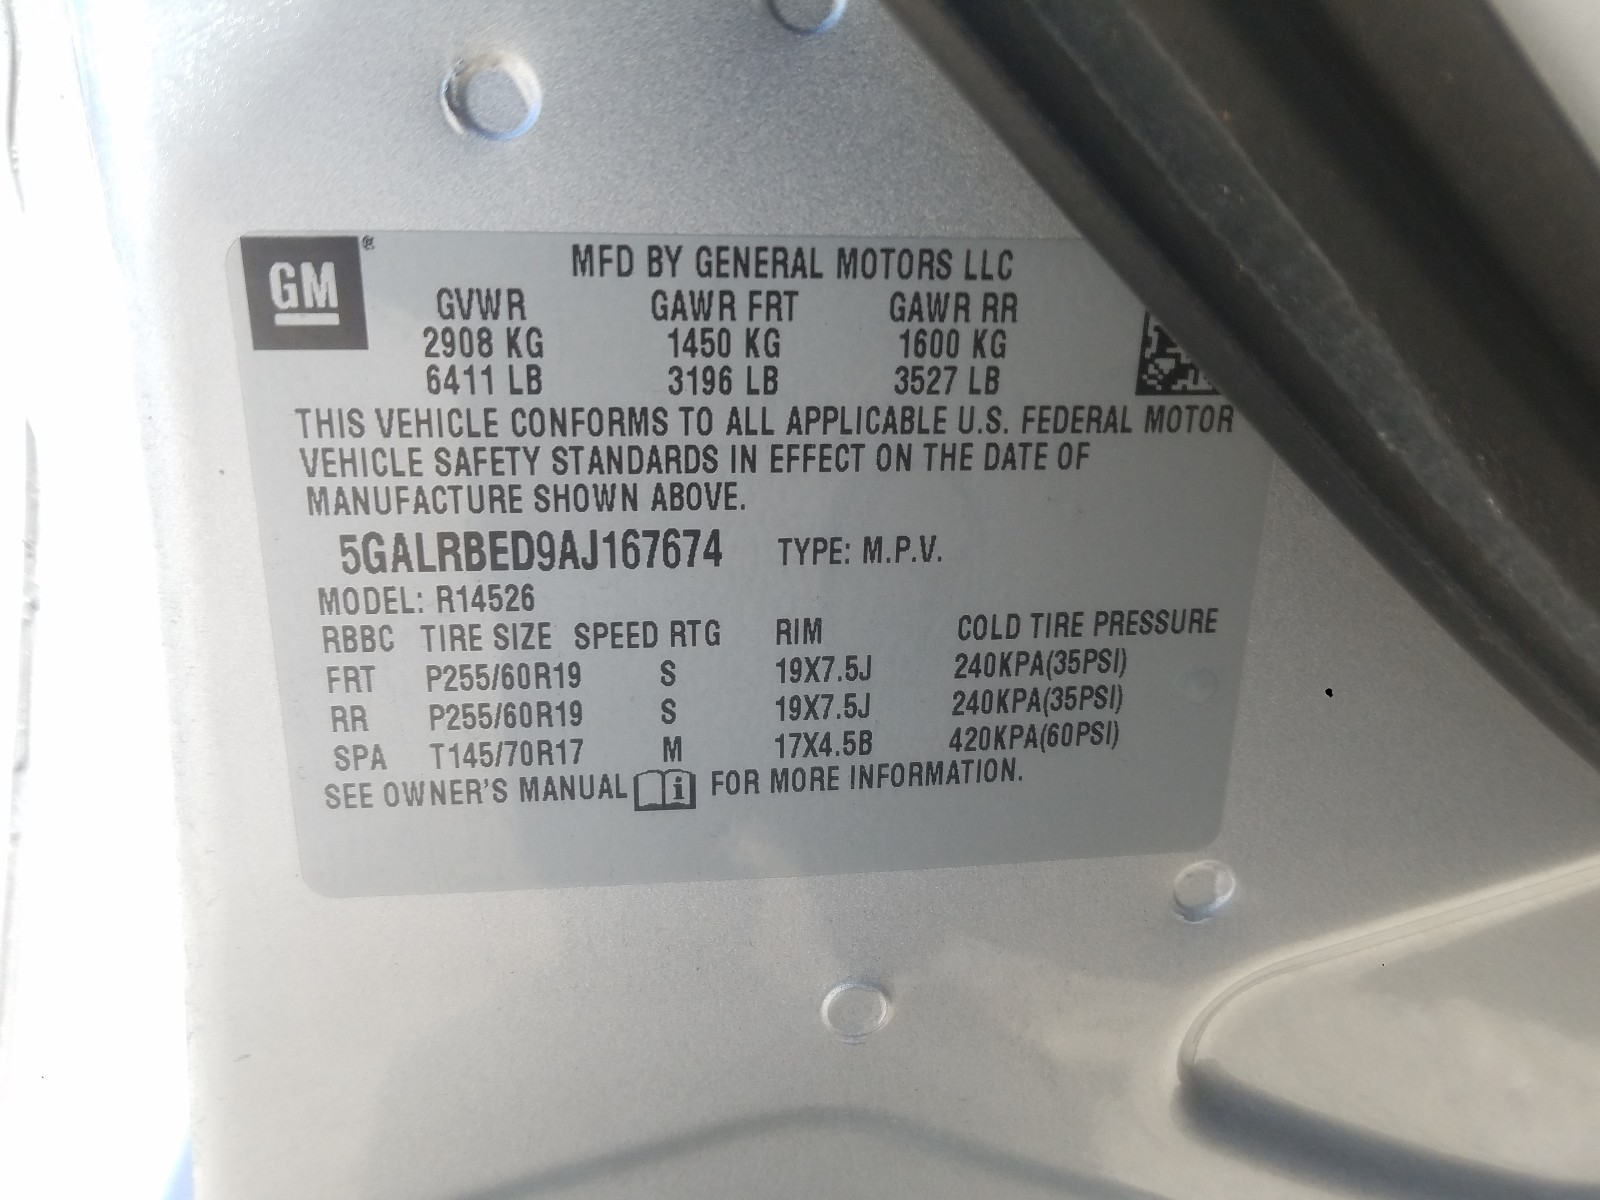 GM ®
MFD BY GENERAL MOTORS LLC
GVWR GAWR FRT GAWR RR
2908 KG 1450 KG 1600 KG
6411 LB 3196 LB 3527 LB
THIS VEHICLE CONFORMS TO ALL APPLICABLE U.S. FEDERAL MOTOR
VEHICLE SAFETY STANDARDS IN EFFECT ON THE DATE OF
MANUFACTURE SHOWN ABOVE.
5GALRBED9AJ167674 TYPE: M.P.V.
MODEL: R14526
RBBC TIRE SIZE SPEED RTG RIM COLD TIRE PRESSURE
FRT P255/60R19 S 19X7.5J 240KPA(35PSI)
RR P255/60R19 S 19X7.5J 240KPA(35PSI)
SPA T145/70R17 M 17X4.5B 420KPA(60PSI)
SEE OWNER'S MANUAL i FOR MORE INFORMATION.